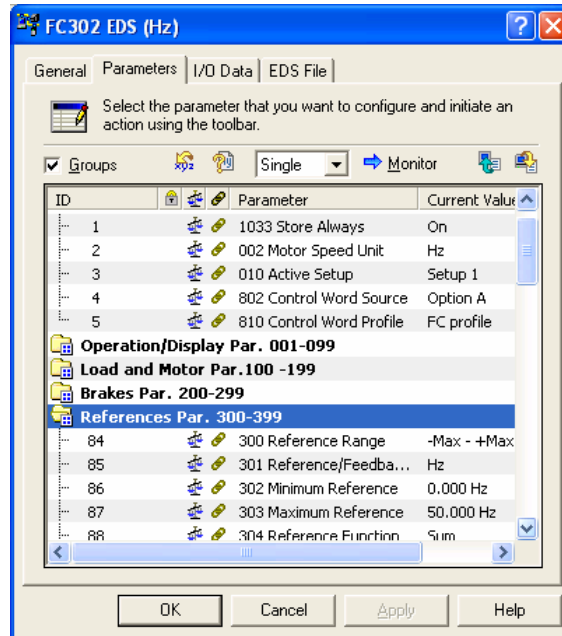 FC302 EDS (Hz)
General Parameters I/O Data EDS File
Select the parameter that you want to configure and initiate an
action using the toolbar.
Groups Single Monitor
ID Parameter Current Value
1 1033 Store Always On
2 002 Motor Speed Unit Hz
3 010 Active Setup Setup 1
4 802 Control Word Source Option A
5 810 Control Word Profile FC profile
Operation/Display Par. 001-099
Load and Motor Par.100 -199
Brakes Par. 200-299
References Par. 300-399
84 300 Reference Range -Max - +Max
85 301 Reference/Feedba... Hz
86 302 Minimum Reference 0.000 Hz
87 303 Maximum Reference 50.000 Hz
88 304 Reference Function Sum
OK Cancel Apply Help